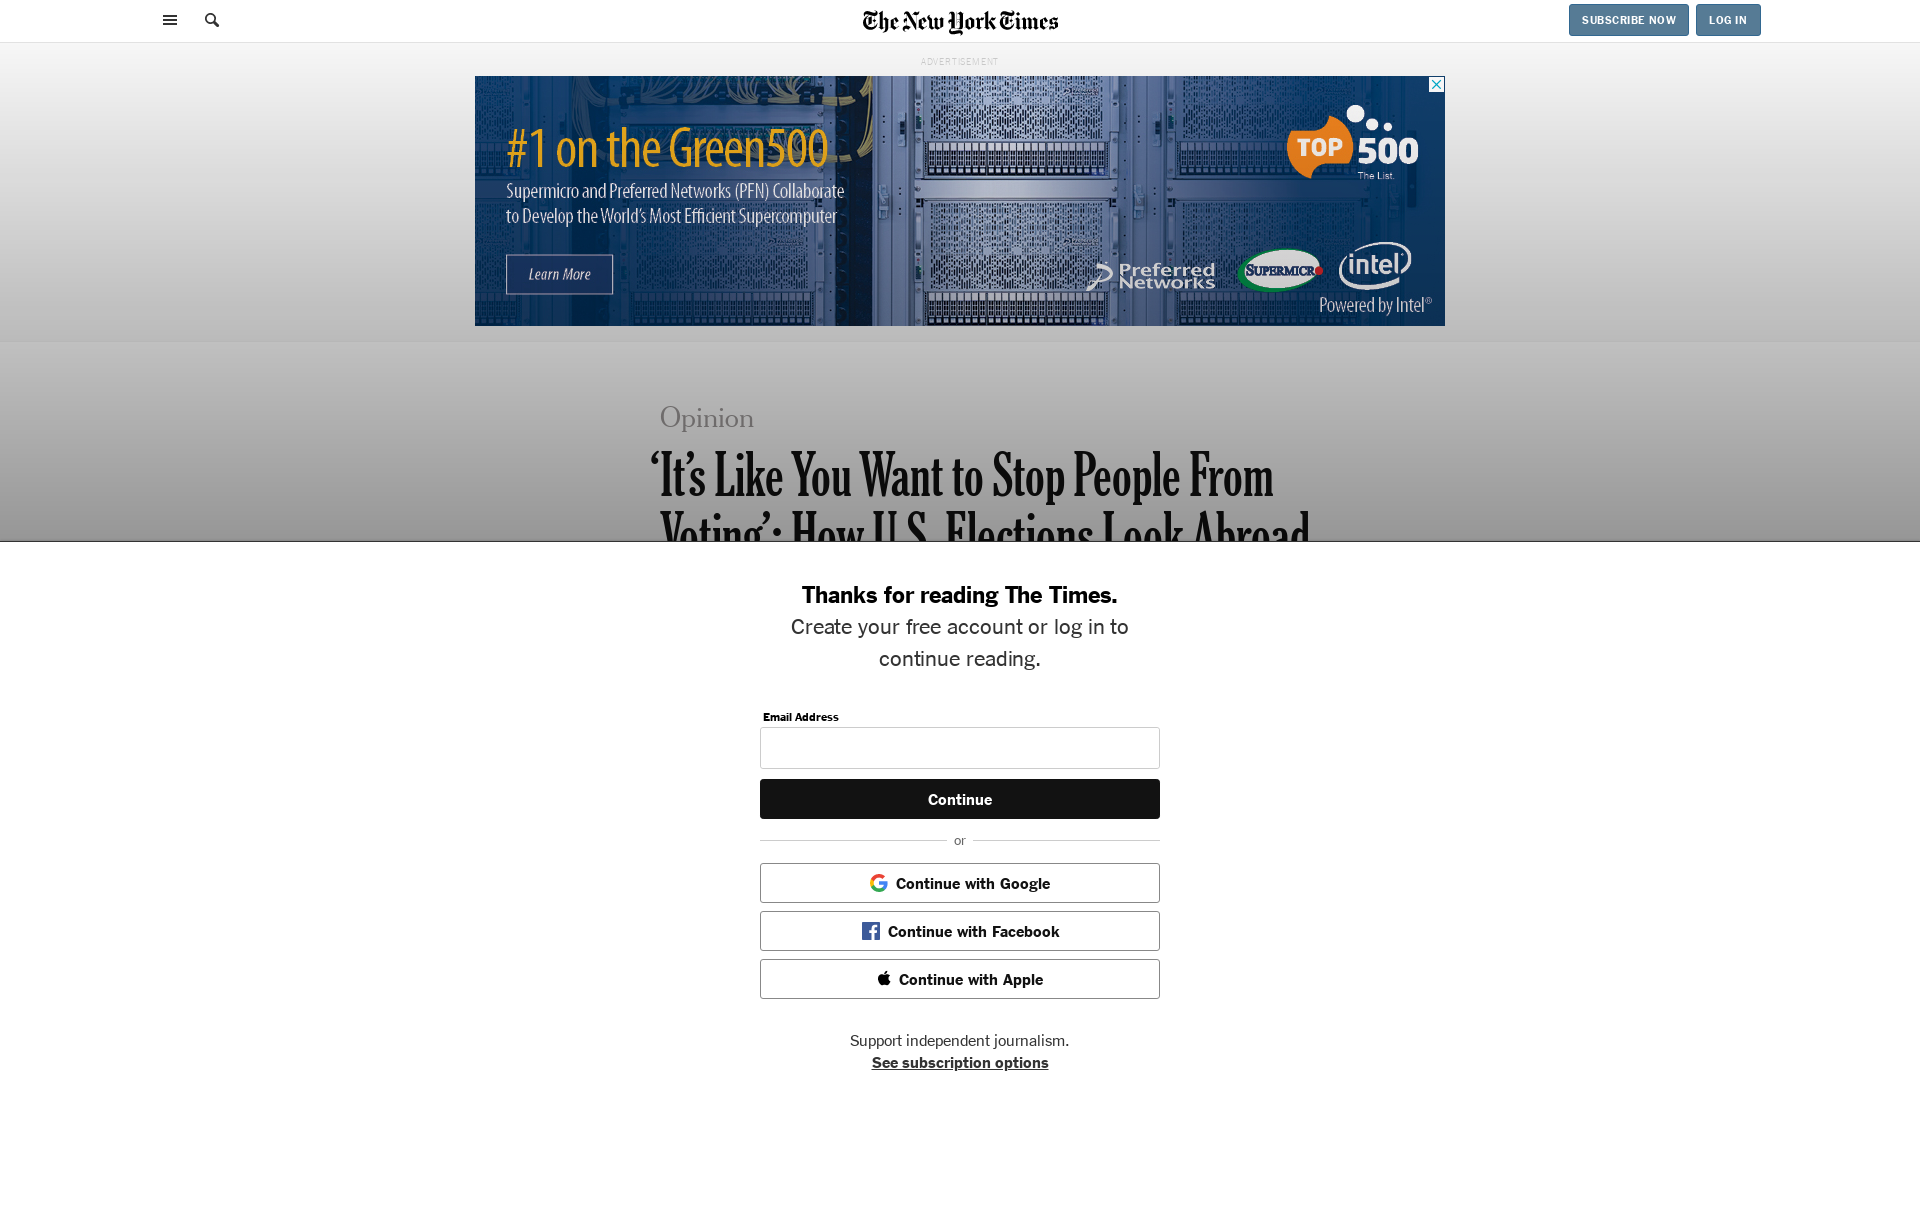 The New York Times
SUBSCRIBE NOW
LOG IN
ADVERTISEMENT
#1 on the Green500
Supermicro and Preferred Networks (PFN) Collaborate
to Develop the World's Most Efficient Supercomputer
Learn More
TOP 500
The List.
Preferred
Networks
SUPERMICR
intel
Powered by Intel®
Opinion
‘It’s Like You Want to Stop People From
Voting’: How U.S. Elections Look Abroad
Thanks for reading The Times.
Create your free account or log in to
continue reading.
Email Address
Continue
or
Continue with Google
Continue with Facebook
Continue with Apple
Support independent journalism.
See subscription options